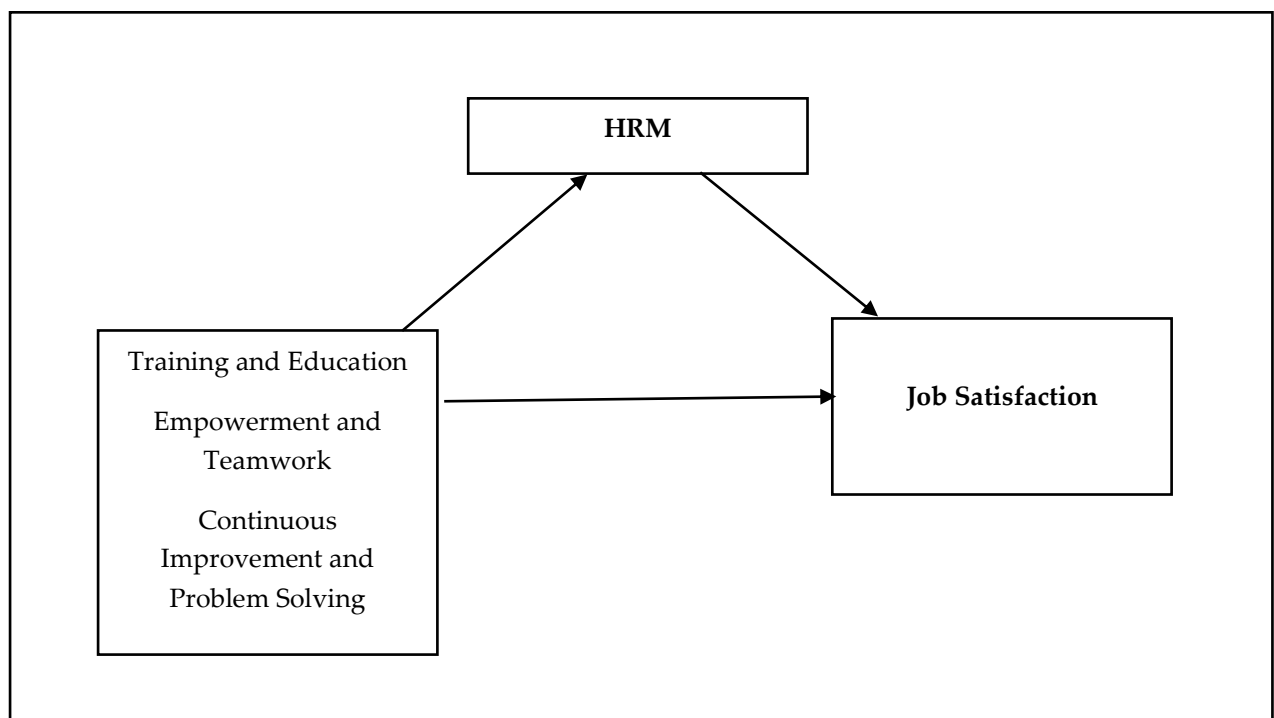 HRM
Training and Education
Empowerment and
Teamwork
Continuous
Improvement and
Problem Solving
Job Satisfaction